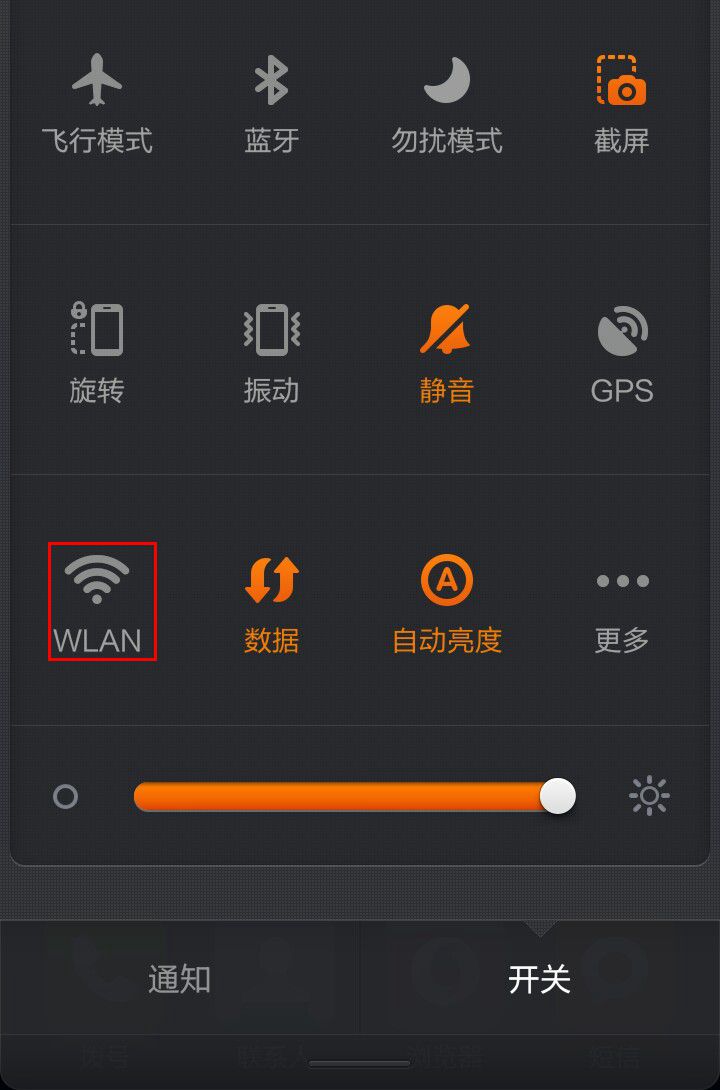 飞行模式 蓝牙 勿扰模式 截屏
旋转 振动 静音 GPS
WLAN 数据 自动亮度 更多
通知 开关
拨号 联系人 浏览器 短信